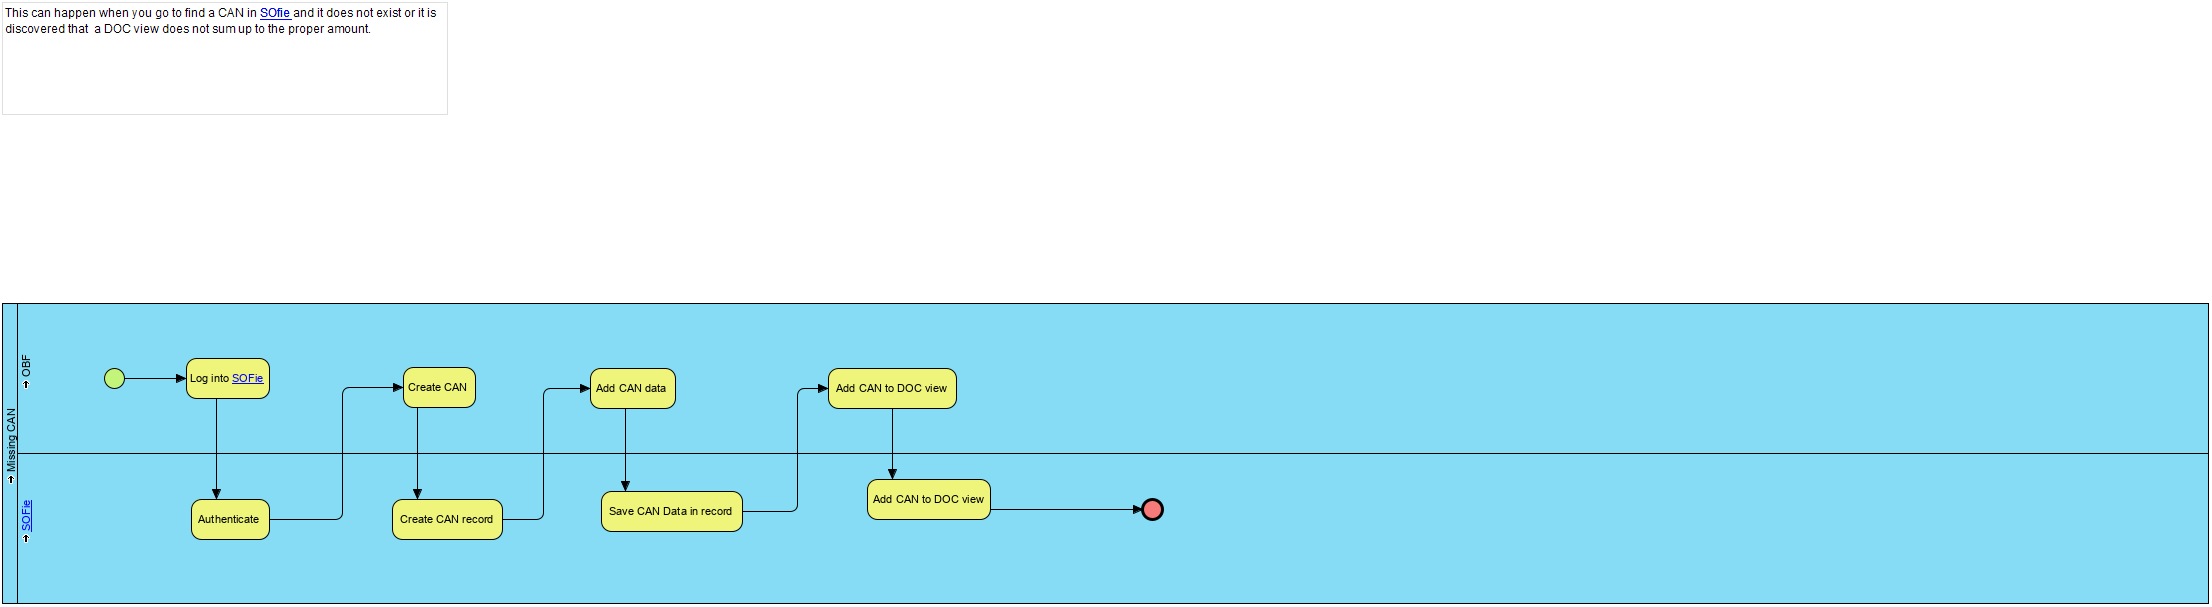 This can happen when you go to find a CAN in SOfie and it does not exist or it is
discovered that a DOC view does not sum up to the proper amount.
Missing CAN
OBF
Log into SOFie
Create CAN
Add CAN data
Add CAN to DOC view
SOFie
Authenticate
Create CAN record
Save CAN Data in record
Add CAN to DOC view